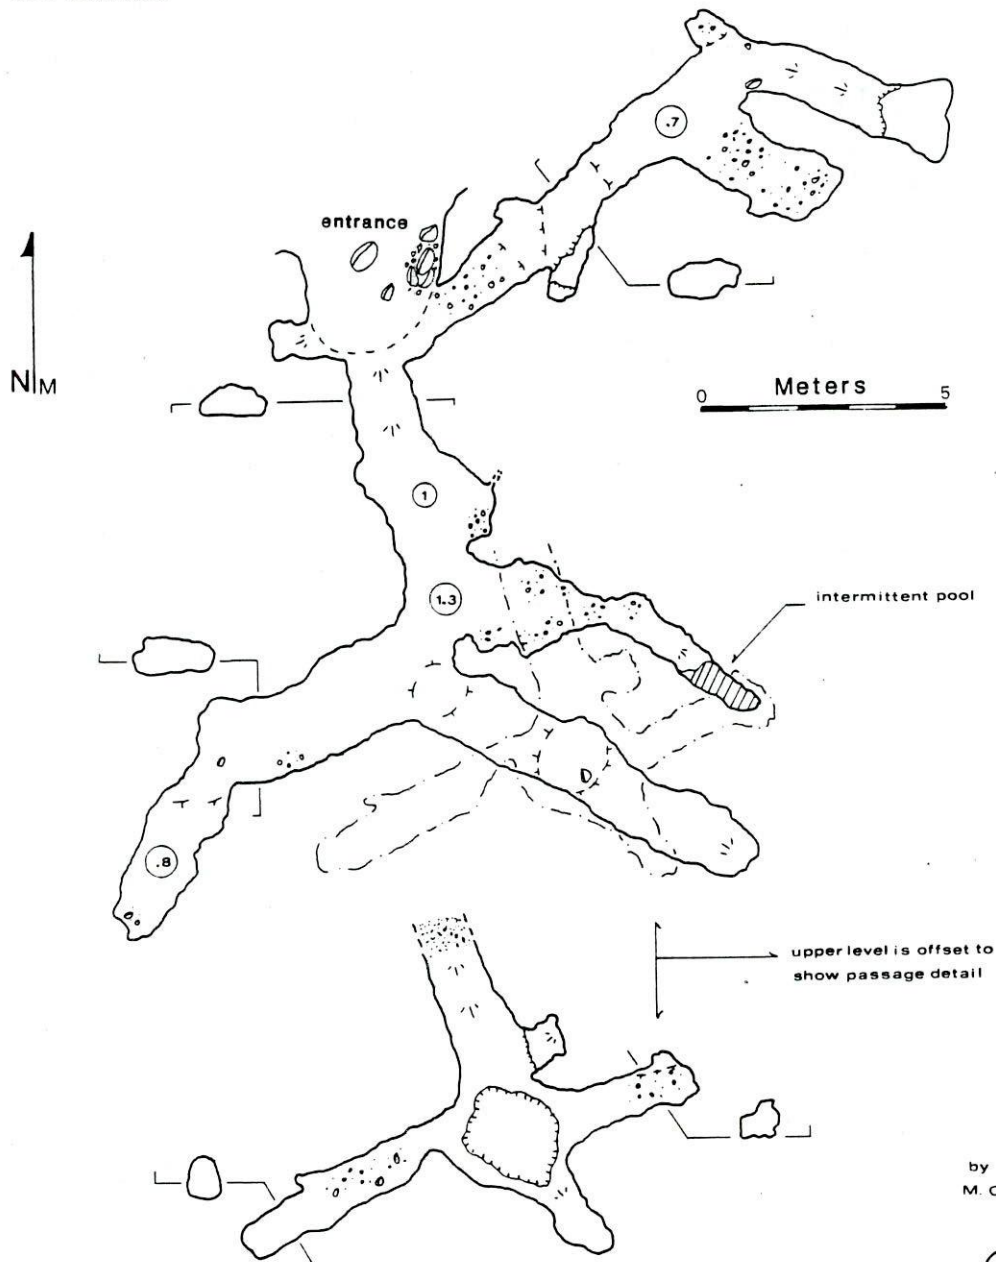 .7
entrance
NM
0 Meters 5
1
1.3
intermittent pool
.8
upper level is offset to
show passage detail
by
M.